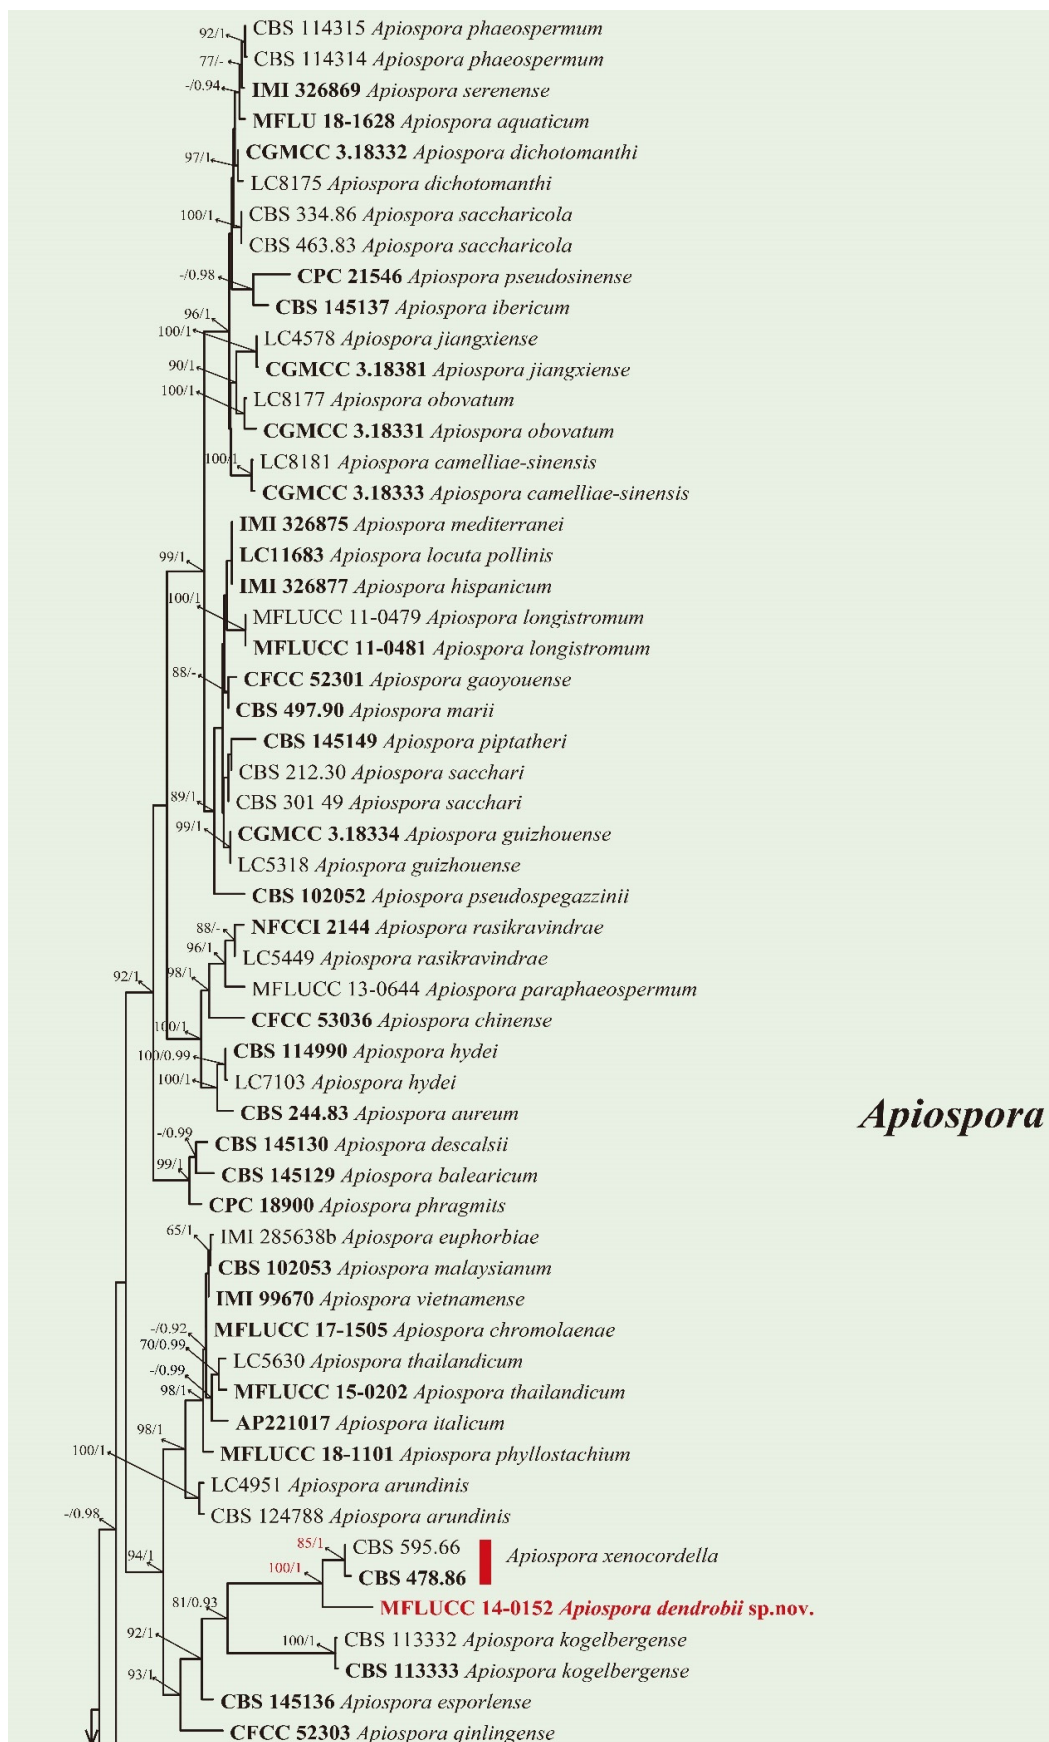 92/1
CBS 114315 Apiospora phaeospermum
77/-
CBS 114314 Apiospora phaeospermum
-/0.94
IMI 326869 Apiospora serenense
MFLU 18-1628 Apiospora aquaticum
CGMCC 3.18332 Apiospora dichotomanthi
97/1
LC8175 Apiospora dichotomanthi
100/1
CBS 334.86 Apiospora saccharicola
CBS 463.83 Apiospora saccharicola
-/0.98
CPC 21546 Apiospora pseudosinense
CBS 145137 Apiospora ibericum
96/1
100/1
LC4578 Apiospora jiangxiense
90/1
CGMCC 3.18381 Apiospora jiangxiense
100/1
LC8177 Apiospora obovatum
CGMCC 3.18331 Apiospora obovatum
100/1
LC8181 Apiospora camelliae-sinensis
CGMCC 3.18333 Apiospora camelliae-sinensis
IMI 326875 Apiospora mediterranei
99/1
LC11683 Apiospora locuta pollinis
IMI 326877 Apiospora hispanicum
100/1
MFLUCC 11-0479 Apiospora longistromum
MFLUCC 11-0481 Apiospora longistromum
88/-
CFCC 52301 Apiospora gaoyouense
CBS 497.90 Apiospora marii
CBS 145149 Apiospora piptatheri
CBS 212.30 Apiospora sacchari
89/1
CBS 301 49 Apiospora sacchari
99/1
CGMCC 3.18334 Apiospora guizhouense
LC5318 Apiospora guizhouense
CBS 102052 Apiospora pseudospegazzinii
88/-
NFCCI 2144 Apiospora rasikravindrae
96/1
LC5449 Apiospora rasikravindrae
92/1
98/1
MFLUCC 13-0644 Apiospora paraphaeospermum
CFCC 53036 Apiospora chinense
100/1
CBS 114990 Apiospora hydei
100/0.99
LC7103 Apiospora hydei
100/1
CBS 244.83 Apiospora aureum
Apiospora
-/0.99
CBS 145130 Apiospora descalsii
99/1
CBS 145129 Apiospora balearicum
CPC 18900 Apiospora phragmits
65/1
IMI 285638b Apiospora euphorbiae
CBS 102053 Apiospora malaysianum
IMI 99670 Apiospora vietnamense
-/0.92
MFLUCC 17-1505 Apiospora chromolaenae
70/0.99
LC5630 Apiospora thailandicum
-/0.99
98/1
MFLUCC 15-0202 Apiospora thailandicum
AP221017 Apiospora italicum
98/1
MFLUCC 18-1101 Apiospora phyllostachium
100/1
LC4951 Apiospora arundinis
-/0.98
CBS 124788 Apiospora arundinis
85/1
CBS 595.66
94/1
Apiospora xenocordella
100/1
CBS 478.86
81/0.93
MFLUCC 14-0152 Apiospora dendrobii sp.nov.
92/1
100/1
CBS 113332 Apiospora kogelbergense
93/1
CBS 113333 Apiospora kogelbergense
CBS 145136 Apiospora esporlense
CFCC 52303 Apiospora qinlingense